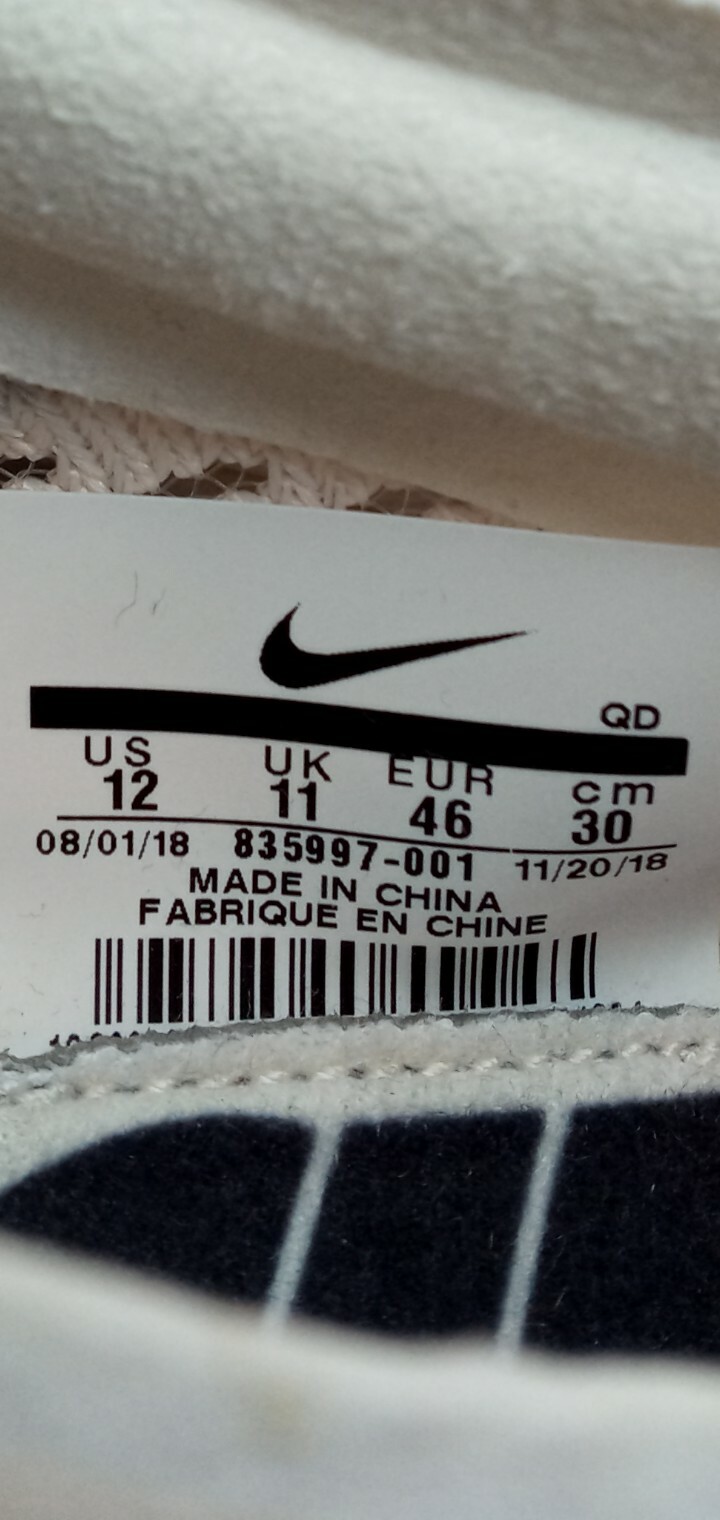 QD
US UK EUR cm
12 11 46 30
08/01/18 835997-001 11/20/18
MADE IN CHINA
FABRIQUE EN CHINE